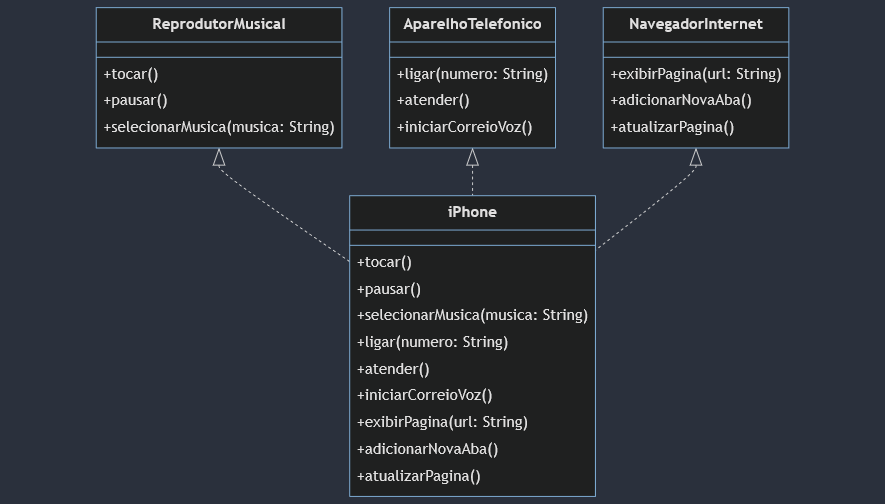 ReprodutorMusical
+tocar()
+pausar()
+selecionarMusica(musica: String)
AparelhoTelefonico
+ligar(numero: String)
+atender()
+iniciarCorreioVoz()
NavegadorInternet
+exibirPagina(url: String)
+adicionarNovaAba()
+atualizarPagina()
iPhone
+tocar()
+pausar()
+selecionarMusica(musica: String)
+ligar(numero: String)
+atender()
+iniciarCorreioVoz()
+exibirPagina(url: String)
+adicionarNovaAba()
+atualizarPagina()